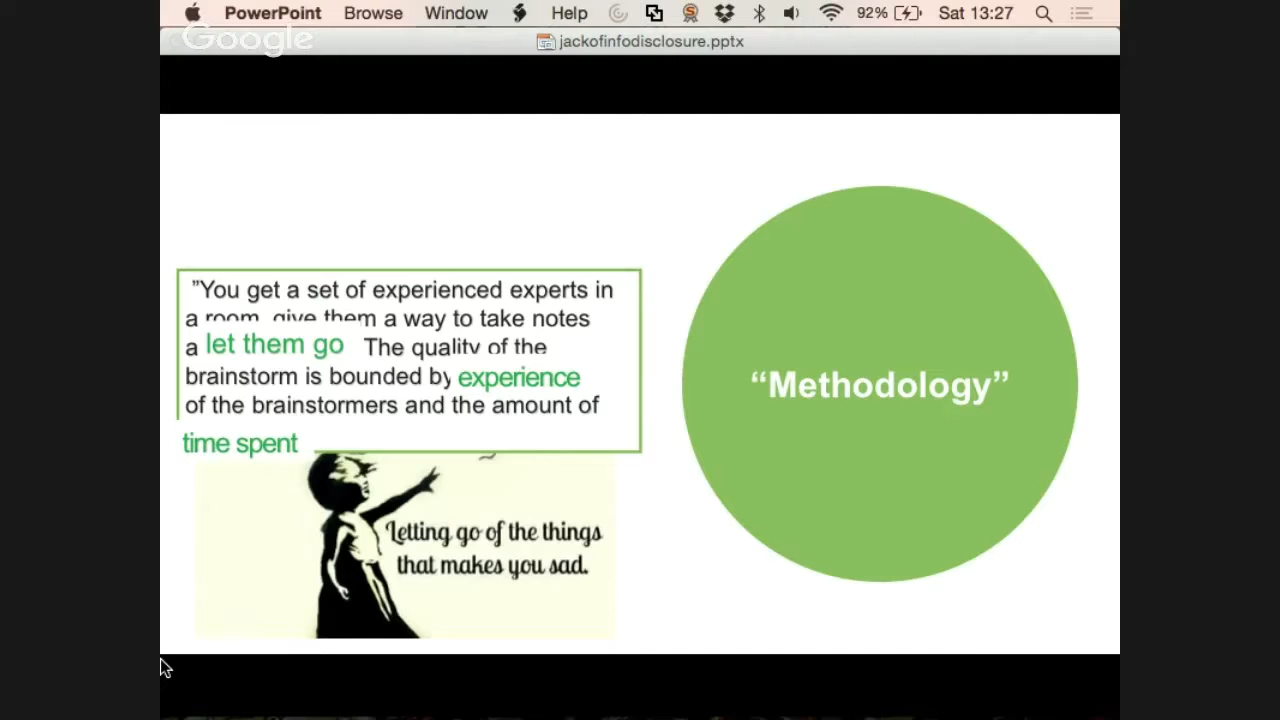 PowerPoint Browse Window Help 92% Sat 13:27
Google
jackofinfodisclosure.pptx
”You get a set of experienced experts in
a room, give them a way to take notes
a let them go The quality of the
brainstorm is bounded by experience
of the brainstormers and the amount of
time spent
“Methodology”
Letting go of the things
that makes you sad.